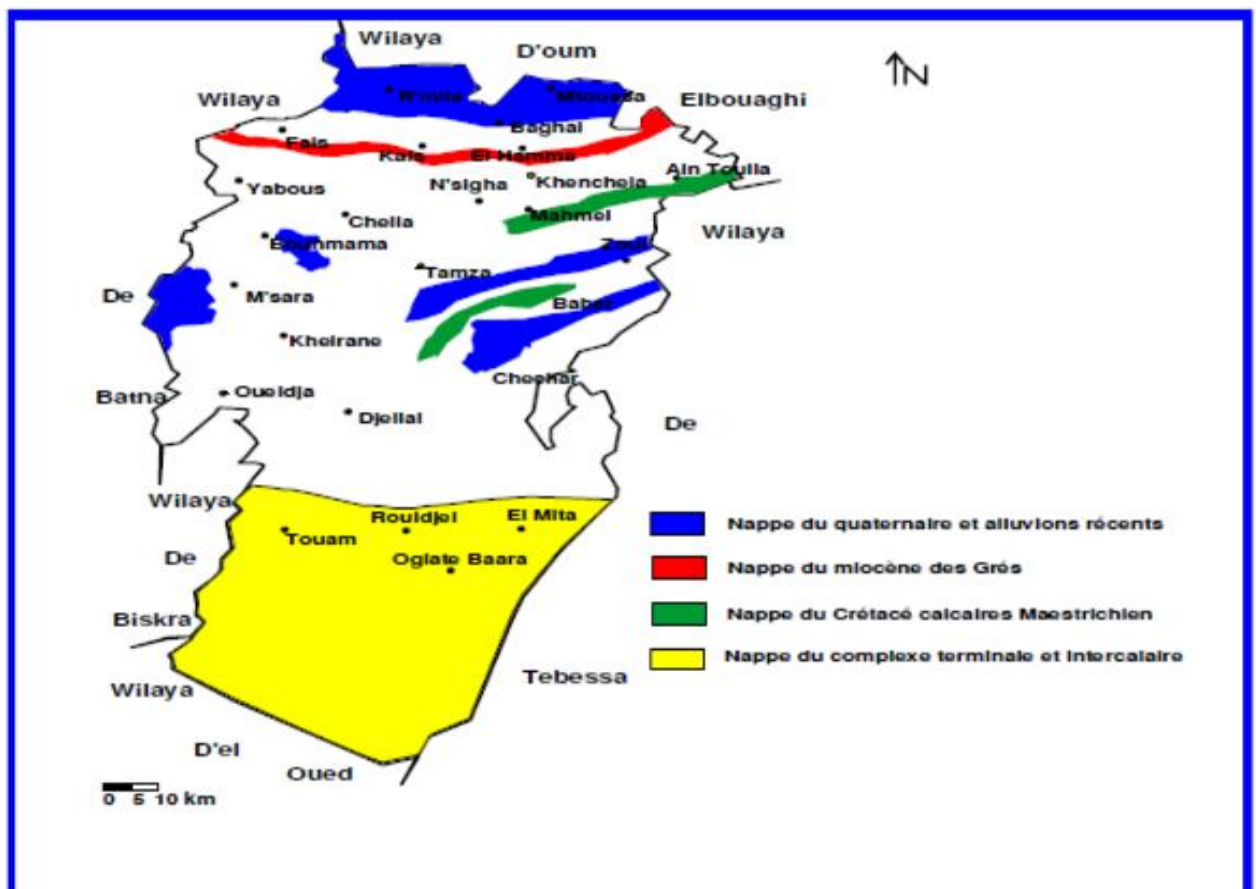 Wilaya
D'oum
N
Wilaya
Elbouaghi
N'mila
Mtoussa
Baghai
Fais
Kais
El Hamma
Ain Touila
Yabous
N'sigha
Khenchela
Chelia
Mahmel
Wilaya
Bouhmama
Zoui
Tamza
De
M'sara
Babar
Kheirane
Chechar
Batna
Oueldja
Djellal
De
Wilaya
Rouidjel
El Mita
Touam
De
Oglate Baara
Nappe du quaternaire et alluvions récents
Nappe du miocène des Grés
Biskra
Nappe du Crétacé calcaires Maestrichien
Nappe du complexe terminale et intercalaire
Tebessa
Wilaya
D'el
Oued
0 5 10 km